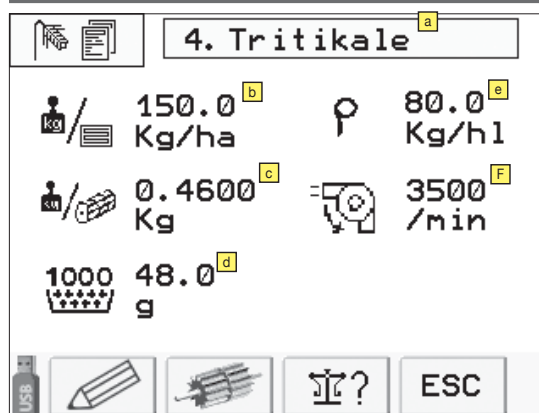 4. Tritikale a
150.0 b
Kg/ha
80.0 e
Kg/hl
kg
0.4600 c
Kg
3500 F
/min
1000
48.0 d
g
USB
?
ESC